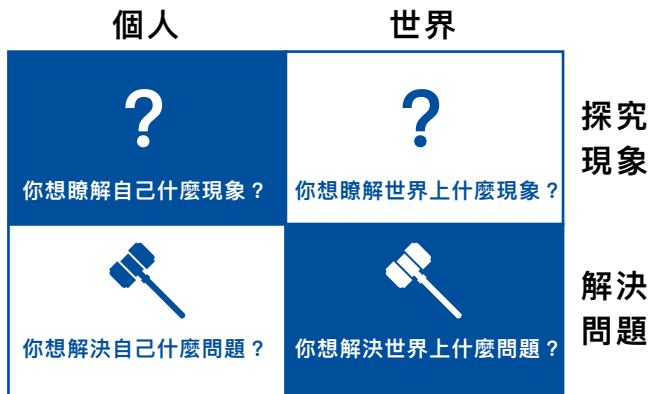 個人
世界
?
?
你想瞭解自己什麼現象?
你想瞭解世界上什麼現象?
探究
現象
你想解決自己什麼問題?
你想解決世界上什麼問題?
解決
問題